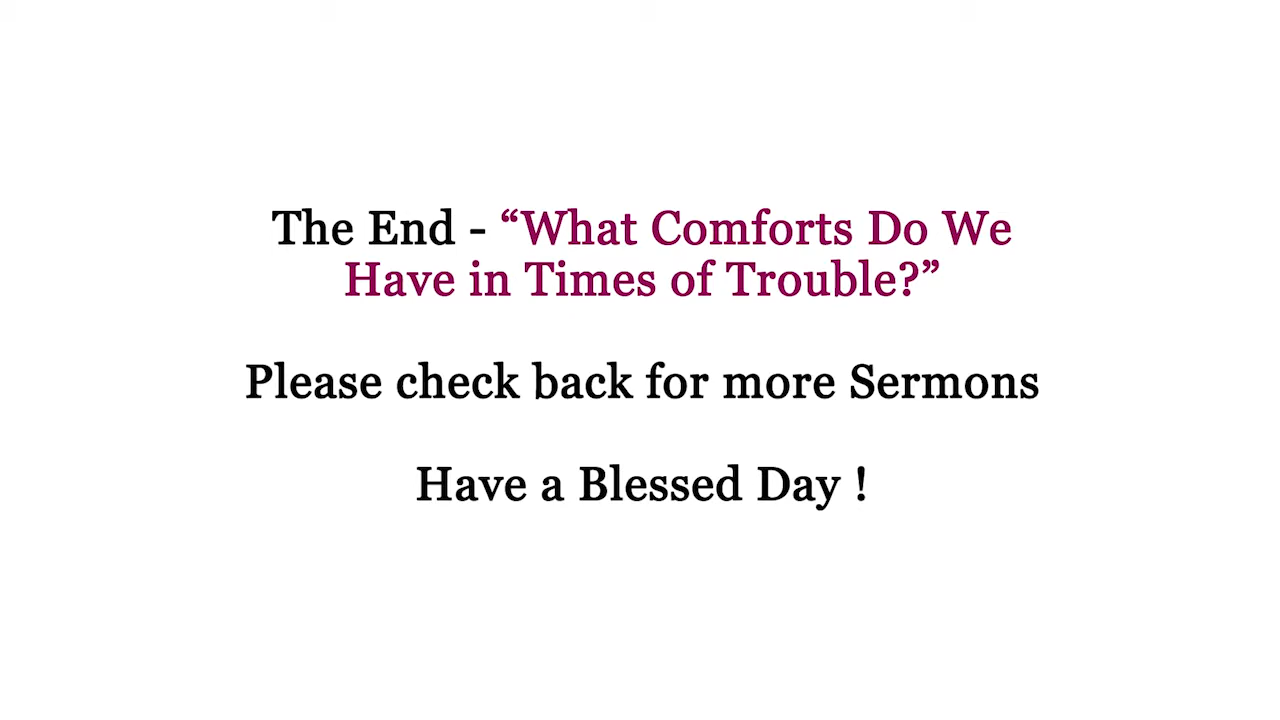 The End - “What Comforts Do We
Have in Times of Trouble?”
Please check back for more Sermons
Have a Blessed Day !